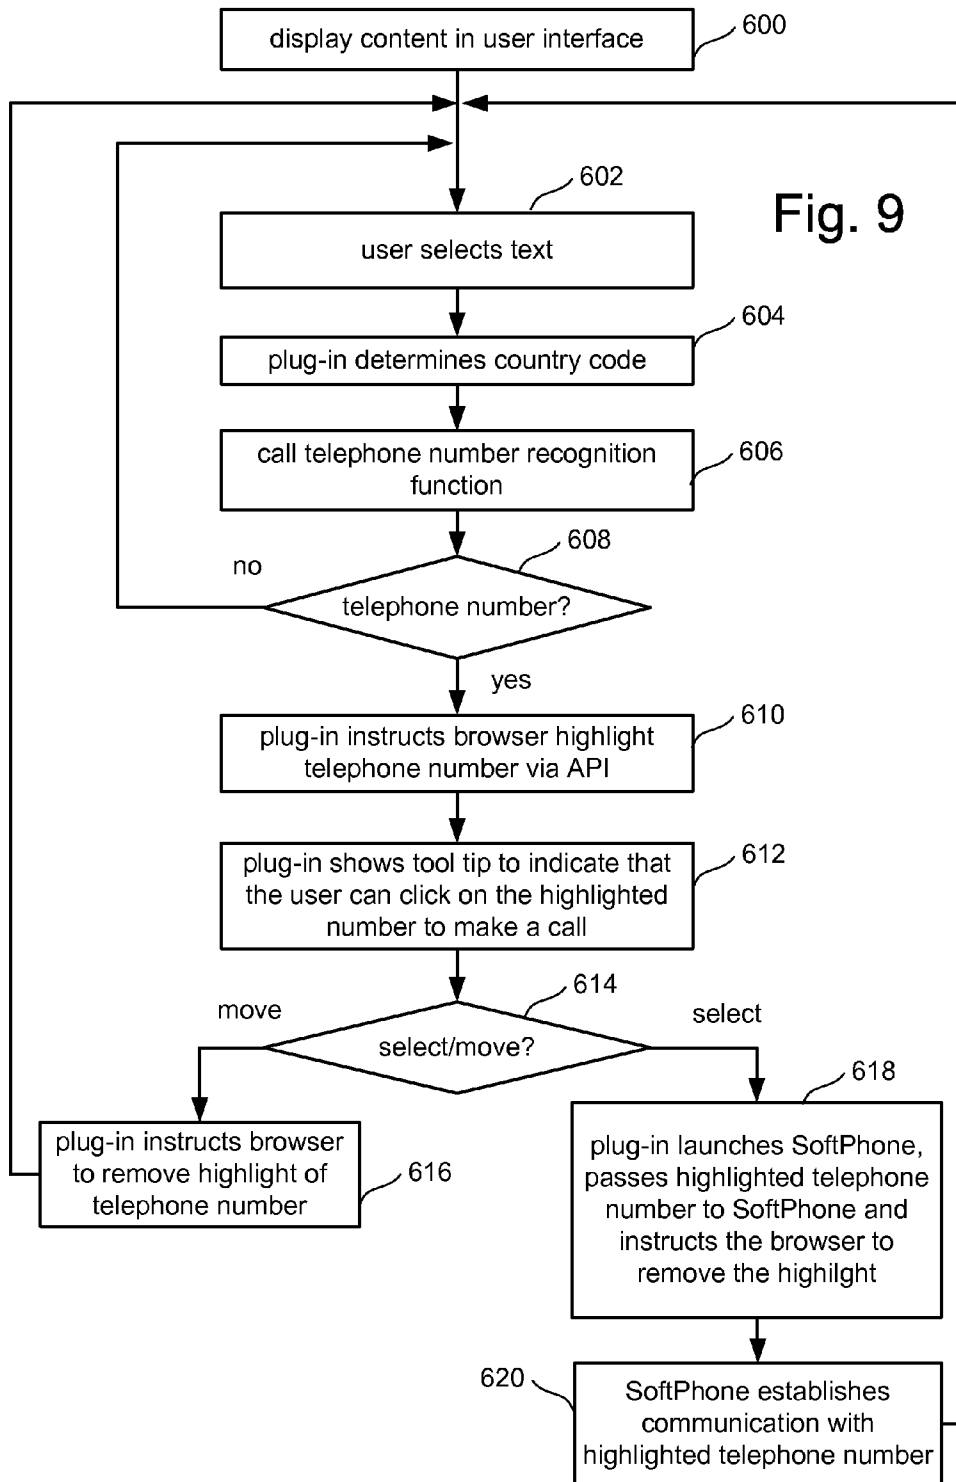 display content in user interface
600
602
user selects text
Fig. 9
604
plug-in determines country code
call telephone number recognition
function
606
608
no
telephone number?
yes
plug-in instructs browser highlight
telephone number via API
610
plug-in shows tool tip to indicate that
the user can click on the highlighted
number to make a call
612
614
move
select
select/move?
618
plug-in instructs browser
to remove highlight of
telephone number
616
plug-in launches SoftPhone,
passes highlighted telephone
number to SoftPhone and
instructs the browser to
remove the highilght
620
SoftPhone establishes
communication with
highlighted telephone number